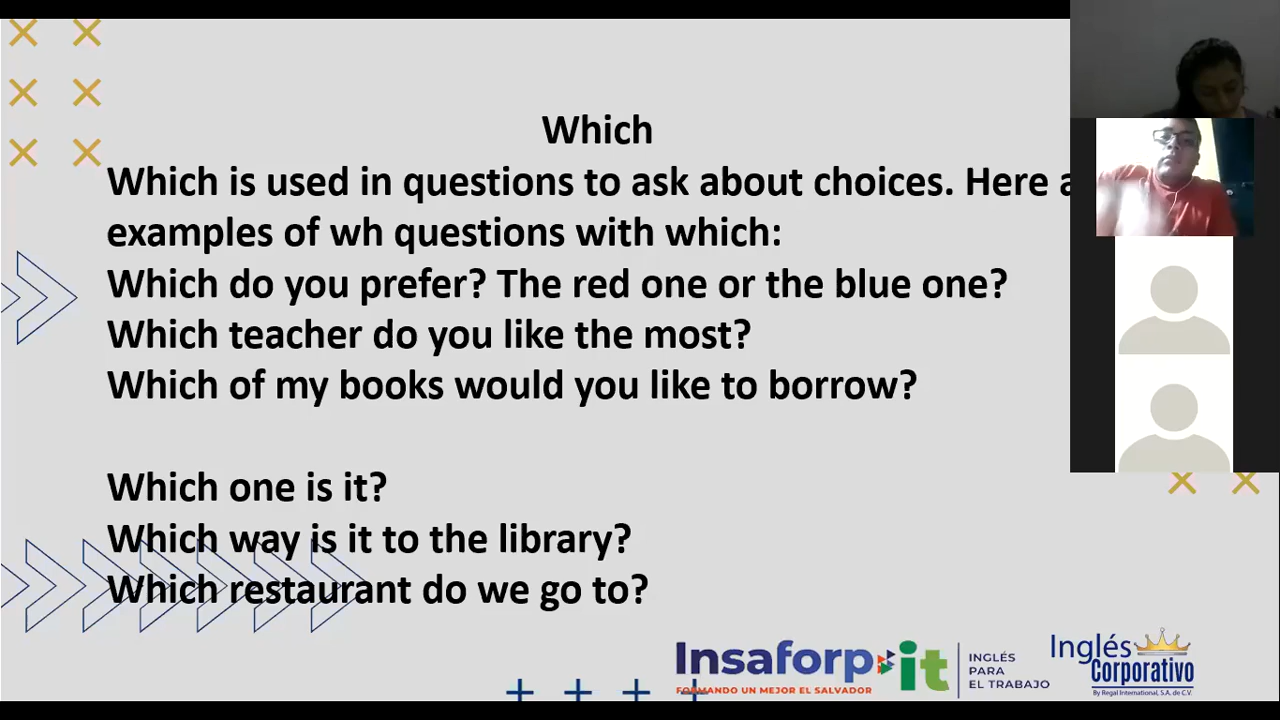 Which
Which is used in questions to ask about choices. Here
examples of wh questions with which:
Which do you prefer? The red one or the blue one?
Which teacher do you like the most?
Which of my books would you like to borrow?
Which one is it?
Which way is it to the library?
Which restaurant do we go to?
Insaforp it
FORMANDO UN MEJOR EL SALVADOR
INGLÉS
PARA
EL TRABAJO
Inglés
Corporativo
By Regal International, S.A. de C.V.